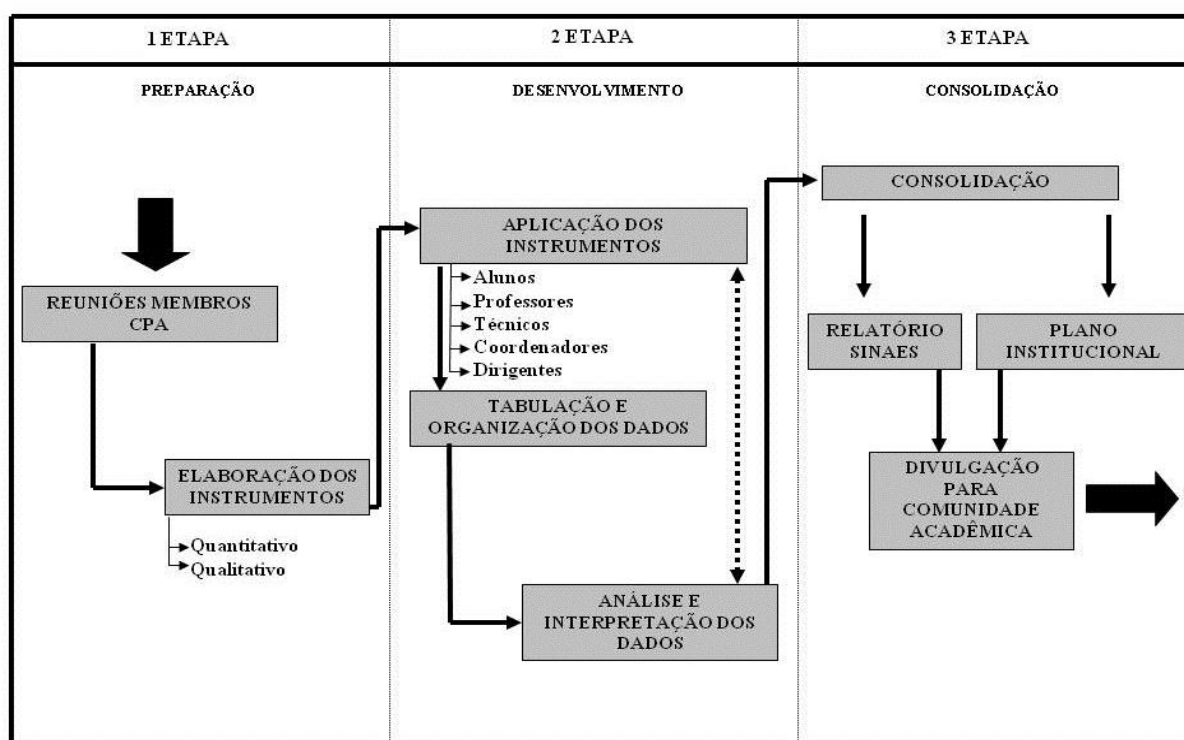 1 ETAPA
2 ETAPA
3 ETAPA
PREPARAÇÃO
DESENVOLVIMENTO
CONSOLIDAÇÃO
REUNIÕES MEMBROS
CPA
ELABORAÇÃO DOS
INSTRUMENTOS
Quantitativo
Qualitativo
APLICAÇÃO DOS
INSTRUMENTOS
Alunos
Professores
Técnicos
Coordenadores
Dirigentes
TABULAÇÃO E
ORGANIZAÇÃO DOS DADOS
ANÁLISE E
INTERPRETAÇÃO DOS
DADOS
CONSOLIDAÇÃO
RELATÓRIO
SINAES
PLANO
INSTITUCIONAL
DIVULGAÇÃO
PARA
COMUNIDADE
ACADÊMICA